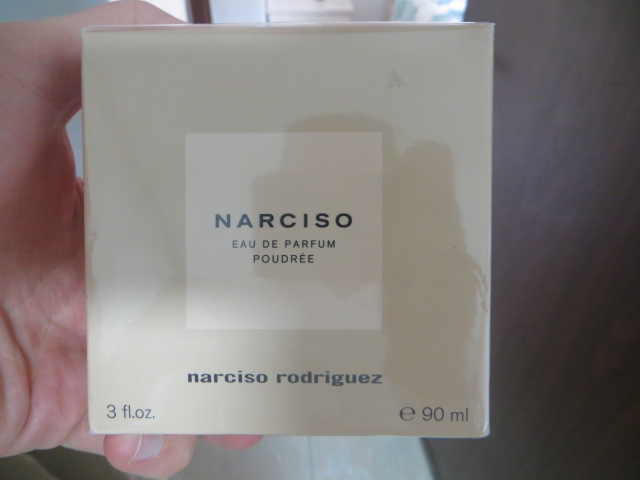 NARCISO
EAU DE PARFUM
POUDRÉE
narciso rodriguez
3 fl.oz. ℮ 90 ml